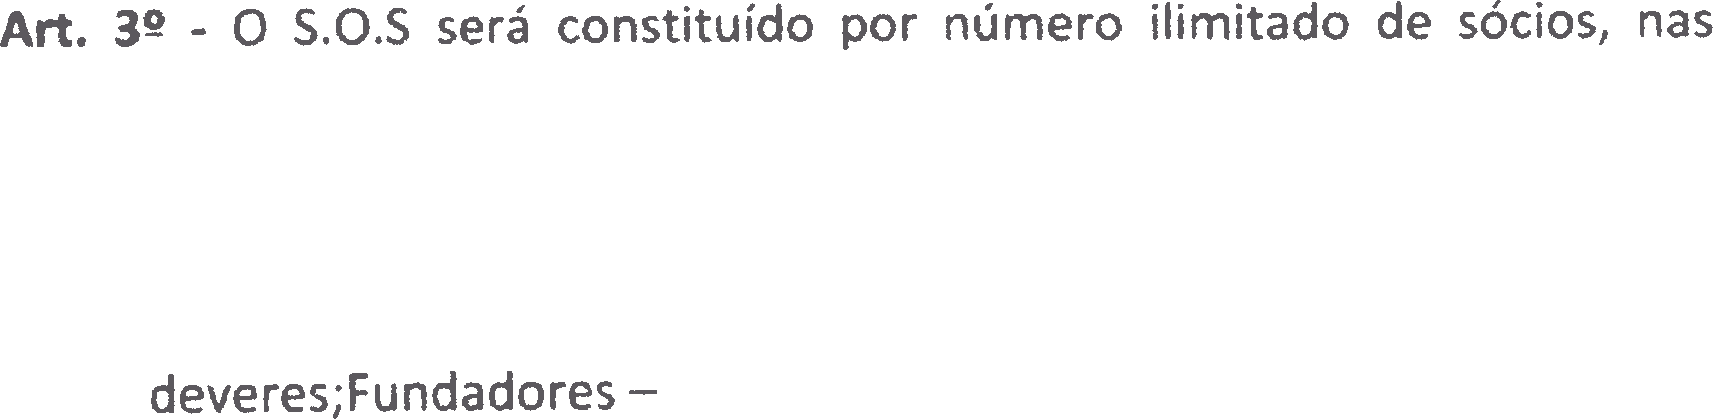 Art. 3º - O S.O.S será constituído por número ilimitado de sócios, nas
deveres;Fundadores –